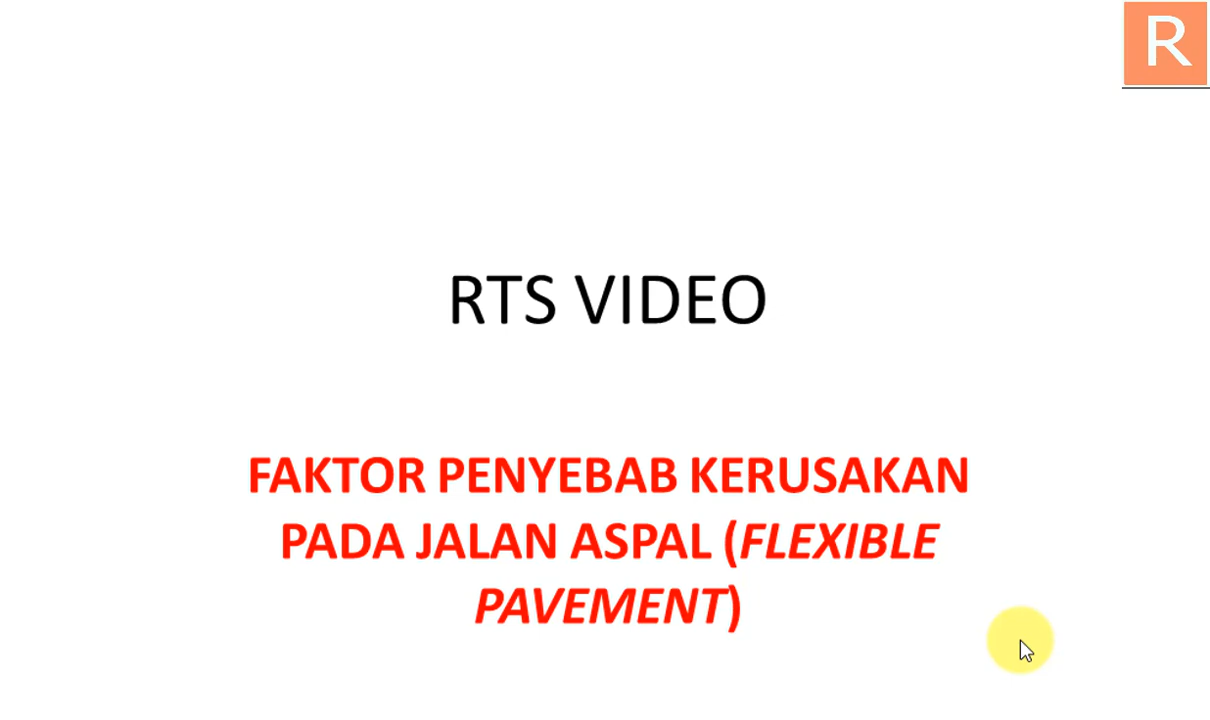 R
RTS VIDEO
FAKTOR PENYEBAB KERUSAKAN
PADA JALAN ASPAL (FLEXIBLE
PAVEMENT)